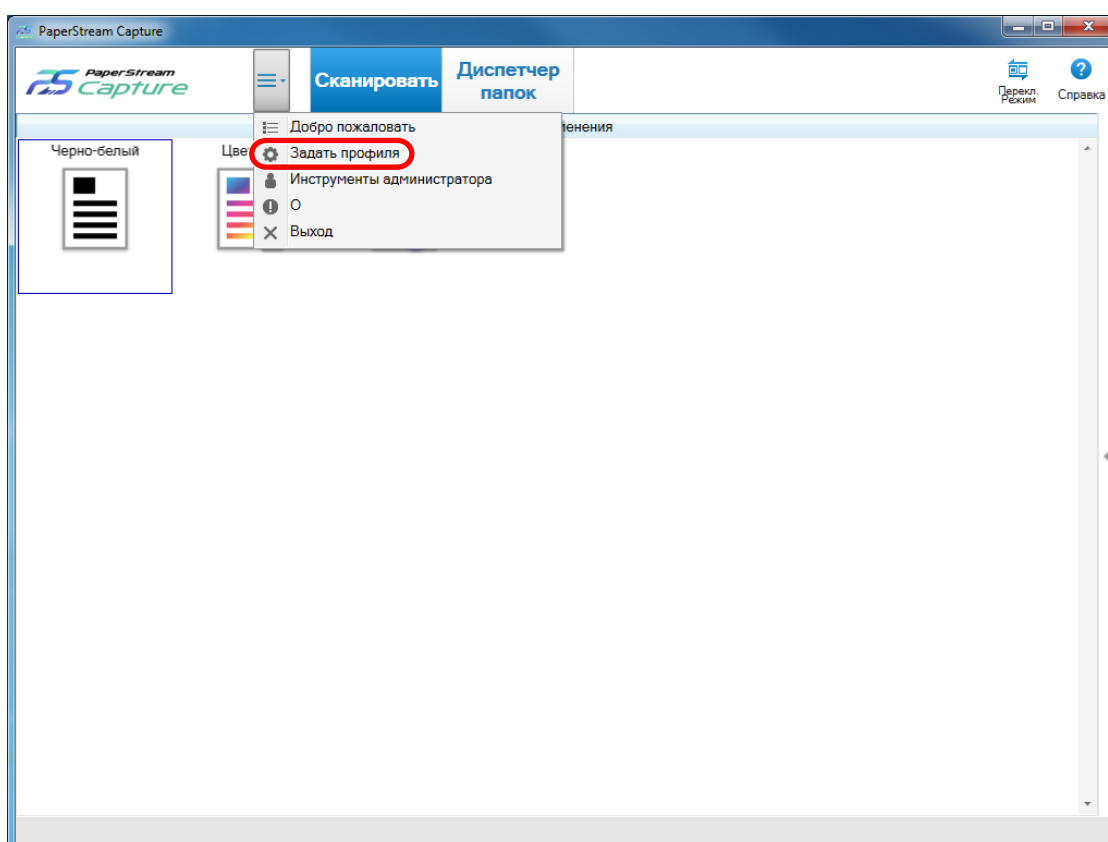 PaperStream Capture
PaperStream
Capture
Сканировать
Диспетчер
папок
Перекл.
Режим
Справка
Добро пожаловать
Задать профиля
Инструменты администратора
О
Выход
Черно-белый